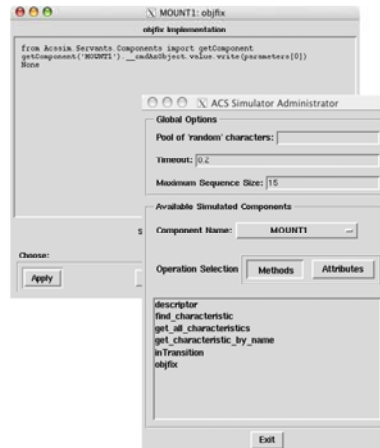 MOUNT1: objfix
objfix Implementation
from Acssim.Servants.Components import getComponent
getComponent('MOUNT1').__cmdAsObject.value.write(parameters[0])
None
Choose:
Apply
ACS Simulator Administrator
Global Options
Pool of 'random' characters:
Timeout: 0.2
Maximum Sequence Size: 15
Available Simulated Components
Component Name: MOUNT1
Operation Selection Methods Attributes
descriptor
find_characteristic
get_all_characteristics
get_characteristic_by_name
inTransition
objfix
Exit